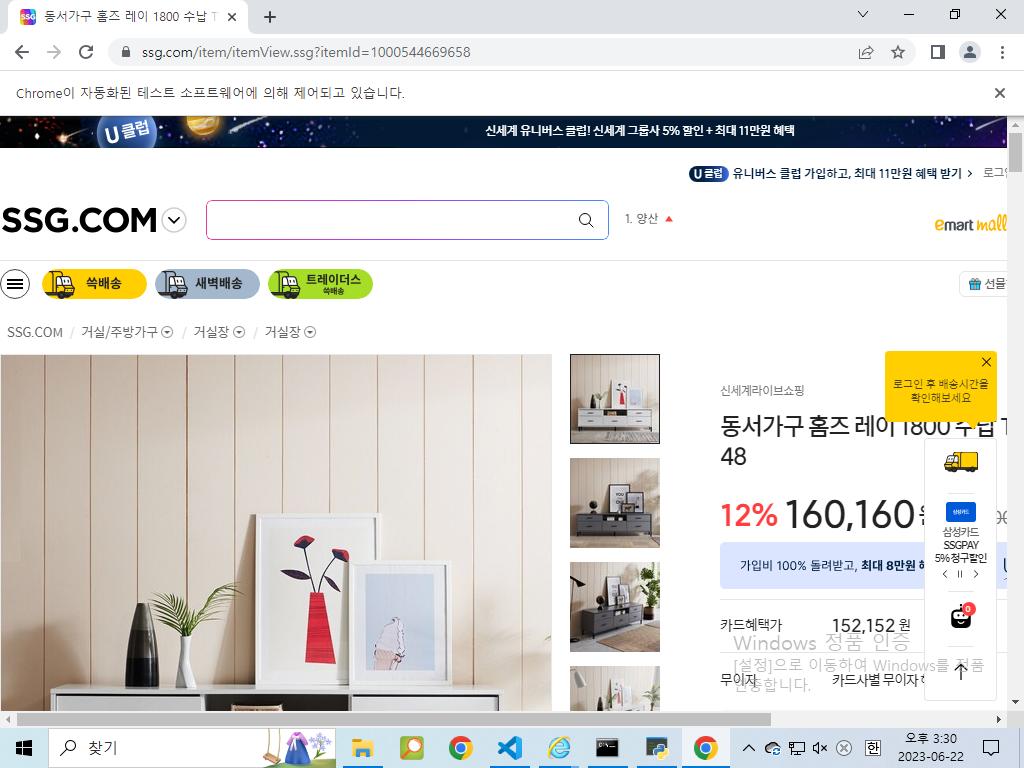 동서가구 홈즈 레이 1800 수납 T
ssg.com/item/itemView.ssg?itemId=1000544669658
Chrome이 자동화된 테스트 소프트웨어에 의해 제어되고 있습니다.
U 클럽
신세계 유니버스 클럽! 신세계 그룹사 5% 할인 + 최대 11만원 혜택
U 클럽 유니버스 클럽 가입하고, 최대 11만원 혜택 받기 >
로그인
SSG.COM
1. 양산
emart mall
쓱배송
새벽배송
트레이더스
쓱배송
선물
SSG.COM / 거실/주방가구 / 거실장 / 거실장
로그인 후 배송시간을
확인해보세요
신세계라이브쇼핑
동서가구 홈즈 레이 1800 수납 T
48
12% 160,160원
삼성카드
삼성카드
SSGPAY
5% 청구할인
가입비 100% 돌려받고, 최대 8만원
0
카드혜택가 152,152 원
Windows 정품 인증
[설정]으로 이동하여 Windows를 정품
인증합니다.
무이자 카드사별 무이자
찾기
오후 3:30
2023-06-22
한